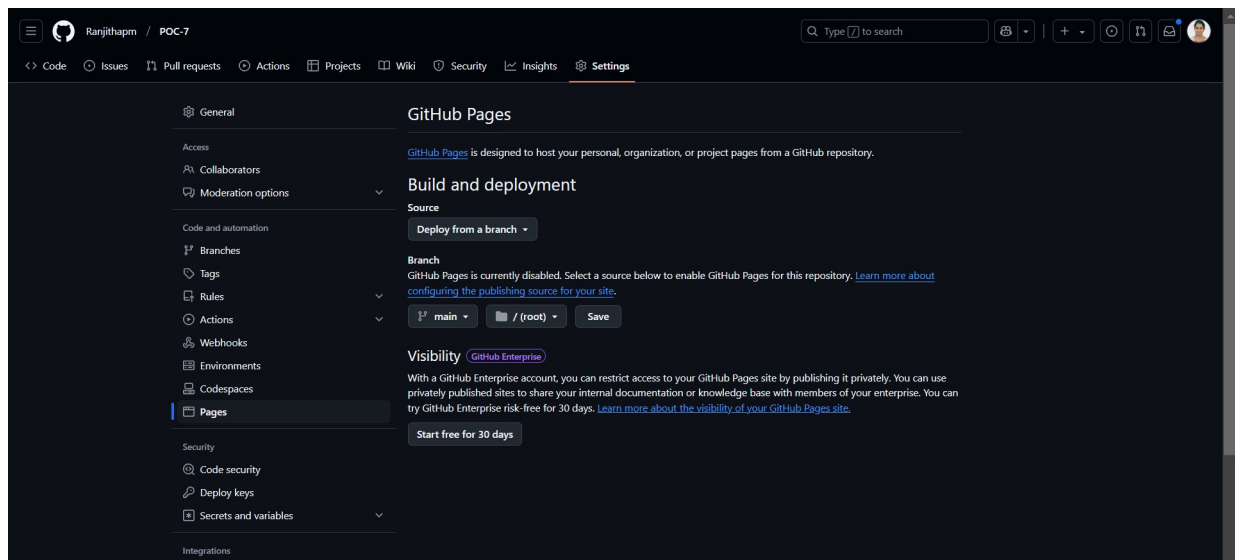 Ranjithapm / POC-7
Type / to search
Code
Issues
Pull requests
Actions
Projects
Wiki
Security
Insights
Settings
General
Access
Collaborators
Moderation options
Code and automation
Branches
Tags
Rules
Actions
Webhooks
Environments
Codespaces
Pages
Security
Code security
Deploy keys
Secrets and variables
Integrations
GitHub Pages
GitHub Pages is designed to host your personal, organization, or project pages from a GitHub repository.
Build and deployment
Source
Deploy from a branch
Branch
GitHub Pages is currently disabled. Select a source below to enable GitHub Pages for this repository. Learn more about
configuring the publishing source for your site.
main
/ (root)
Save
Visibility GitHub Enterprise
With a GitHub Enterprise account, you can restrict access to your GitHub Pages site by publishing it privately. You can use
privately published sites to share your internal documentation or knowledge base with members of your enterprise. You can
try GitHub Enterprise risk-free for 30 days. Learn more about the visibility of your GitHub Pages site.
Start free for 30 days